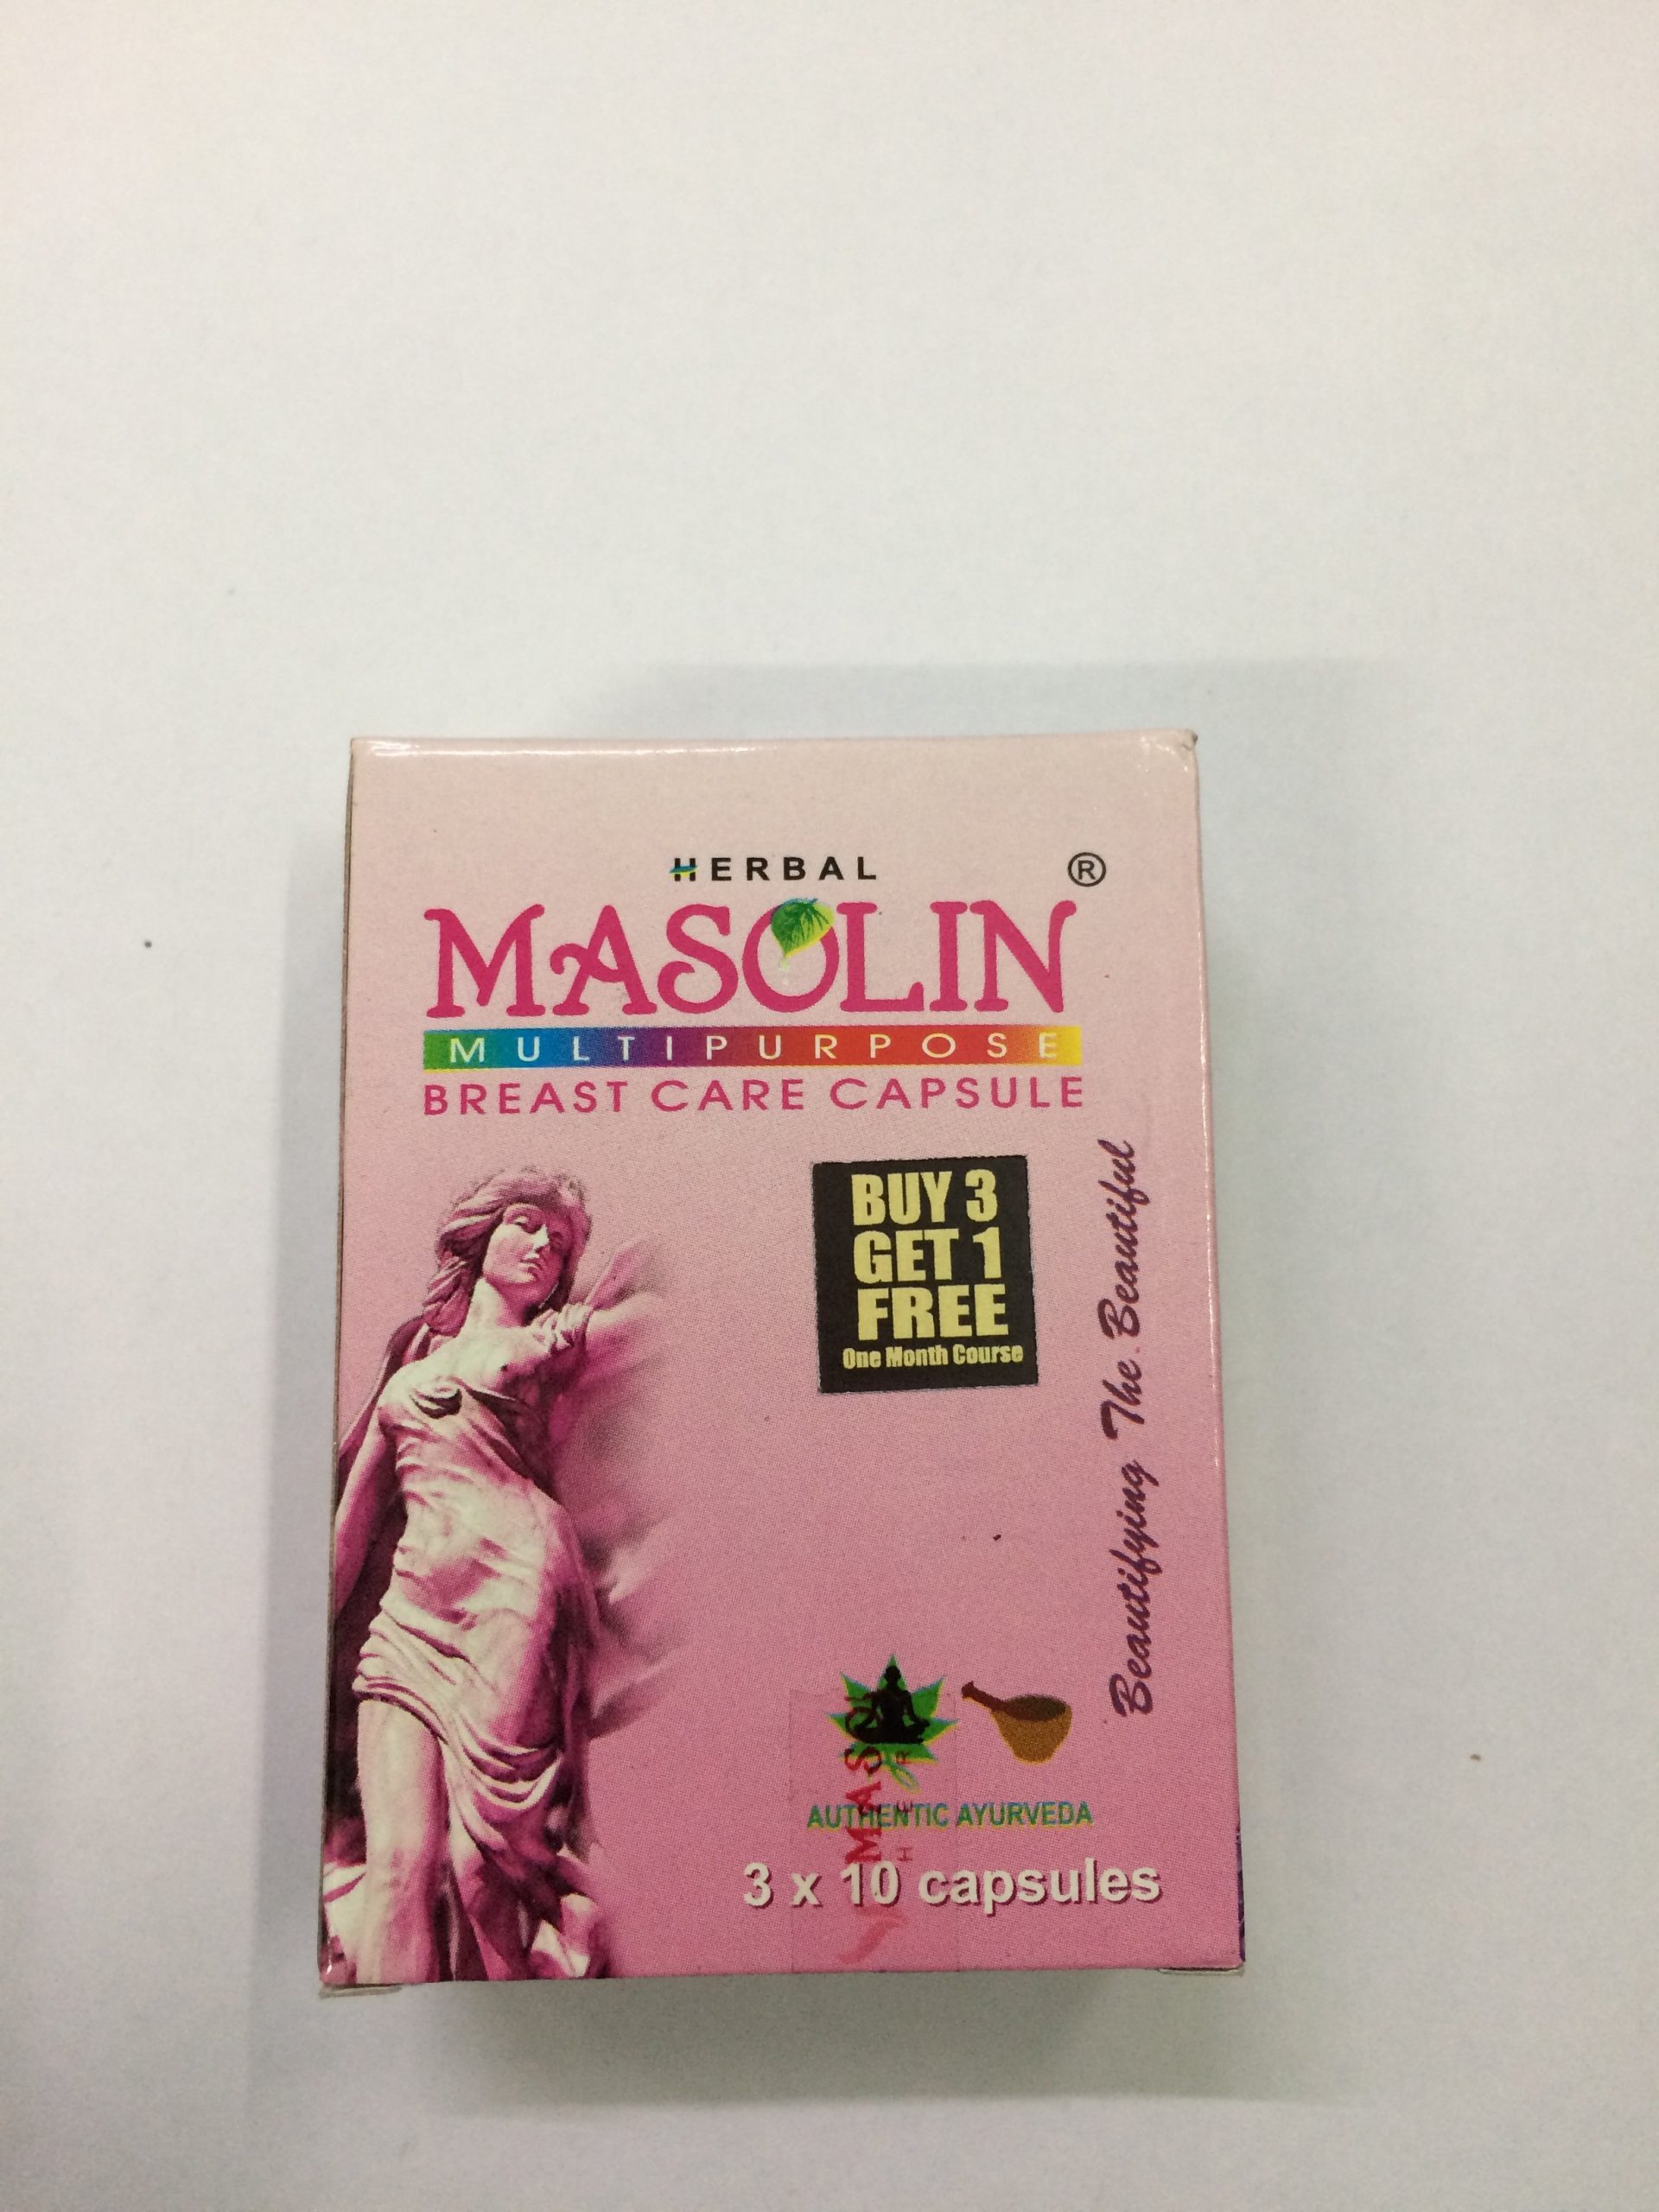 HERBAL
®
MASOLIN
MULTIPURPOSE
BREAST CARE CAPSULE
BUY 3
GET 1
FREE
One Month Course
Beautifying The Beautiful
AUTHENTIC AYURVEDA
3 x 10 capsules